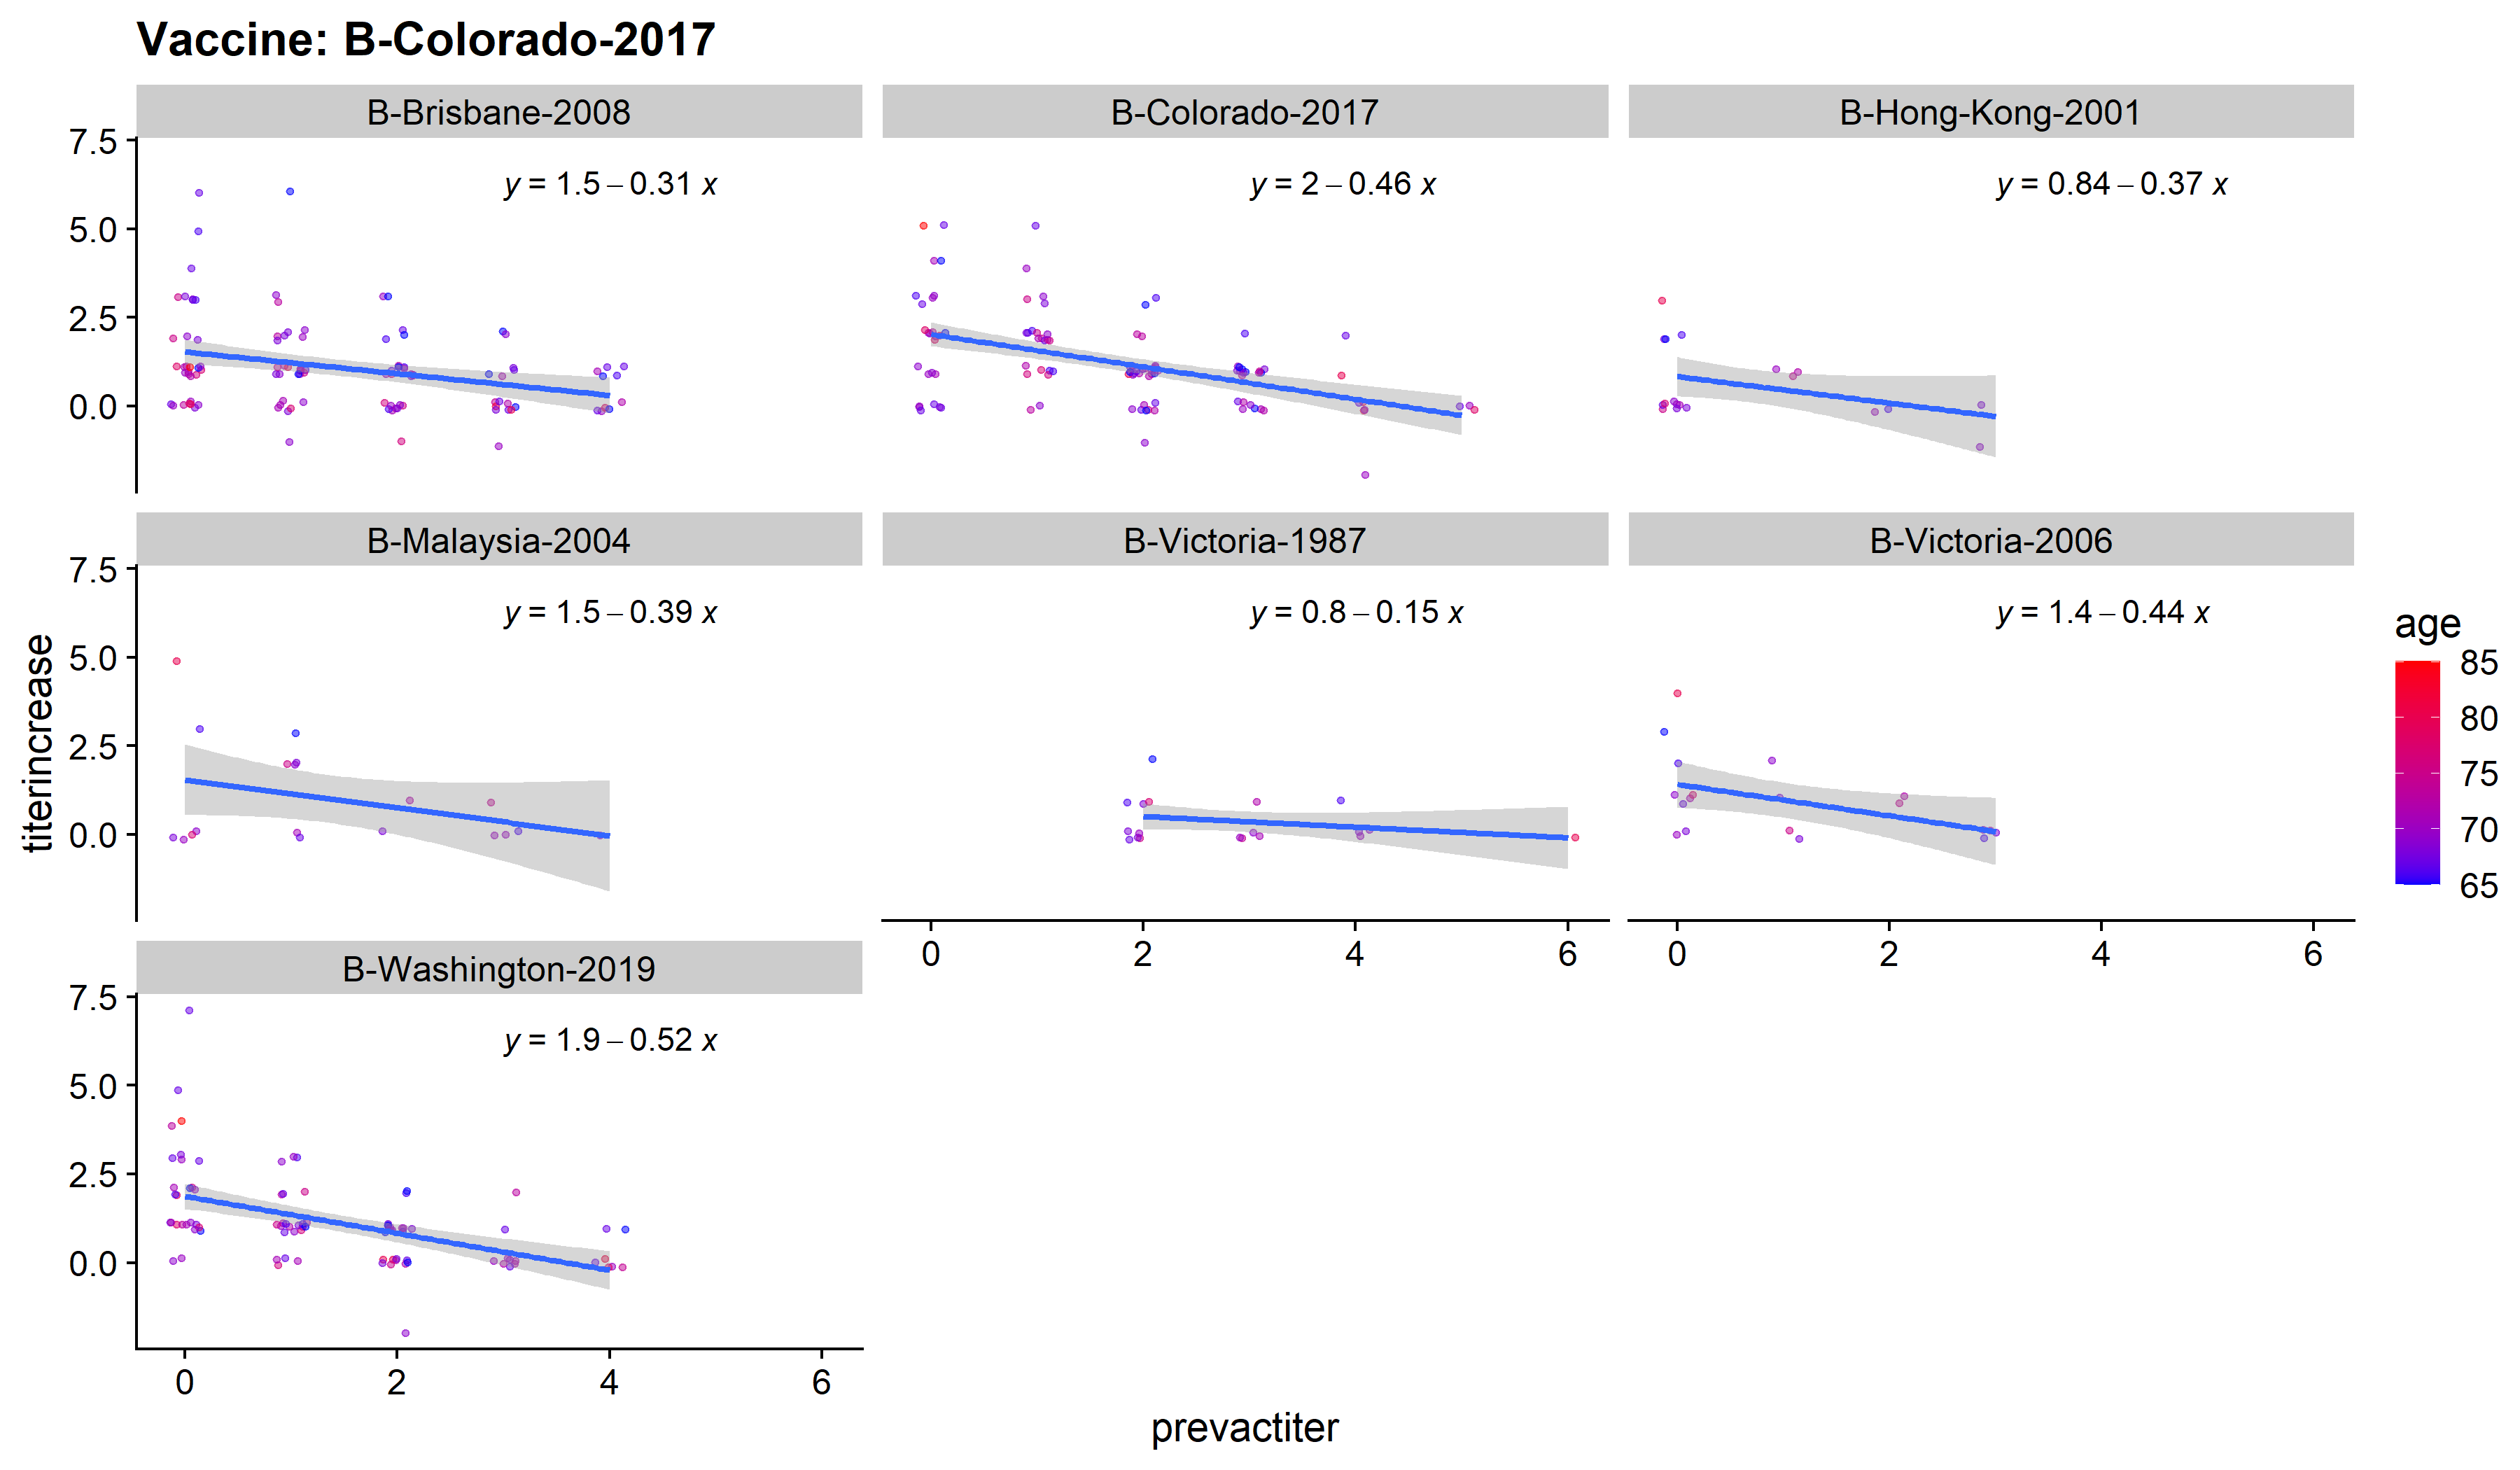 Vaccine: B-Colorado-2017
B-Brisbane-2008
B-Colorado-2017
B-Hong-Kong-2001
7.5
5.0
2.5
0.0
y = 1.5 – 0.31 x
y = 2 – 0.46 x
y = 0.84 – 0.37 x
B-Malaysia-2004
B-Victoria-1987
B-Victoria-2006
7.5
5.0
2.5
0.0
y = 1.5 – 0.39 x
y = 0.8 – 0.15 x
y = 1.4 – 0.44 x
0 2 4 6
0 2 4 6
B-Washington-2019
7.5
5.0
2.5
0.0
y = 1.9 – 0.52 x
0 2 4 6
titerincrease
prevactiter
age
85
80
75
70
65